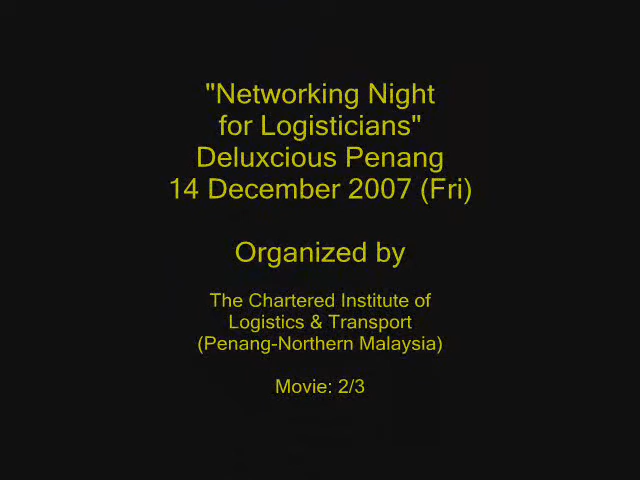 "Networking Night
for Logisticians"
Deluxcious Penang
14 December 2007 (Fri)
Organized by
The Chartered Institute of
Logistics & Transport
(Penang-Northern Malaysia)
Movie: 2/3